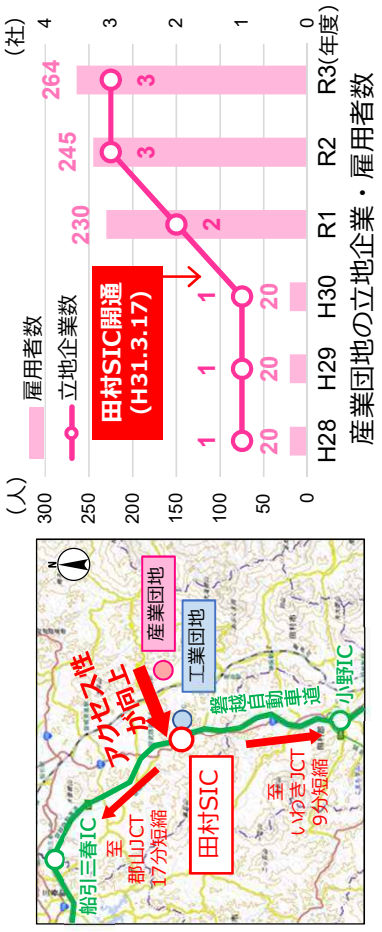 船引三春IC
至
郡山JCT
17分短縮
アクセス性
が向上
産業団地
工業団地
田村SIC
磐越自動車道
至
いわきJCT
9分短縮
小野IC
N
(人)
雇用者数
立地企業数
(社)
300
250
200
150
100
50
0
4
3
2
1
0
田村SIC開通
(H31.3.17)
20
20
20
230
245
264
1
1
1
2
3
3
H28
H29
H30
R1
R2
R3(年度)
産業団地の立地企業・雇用者数